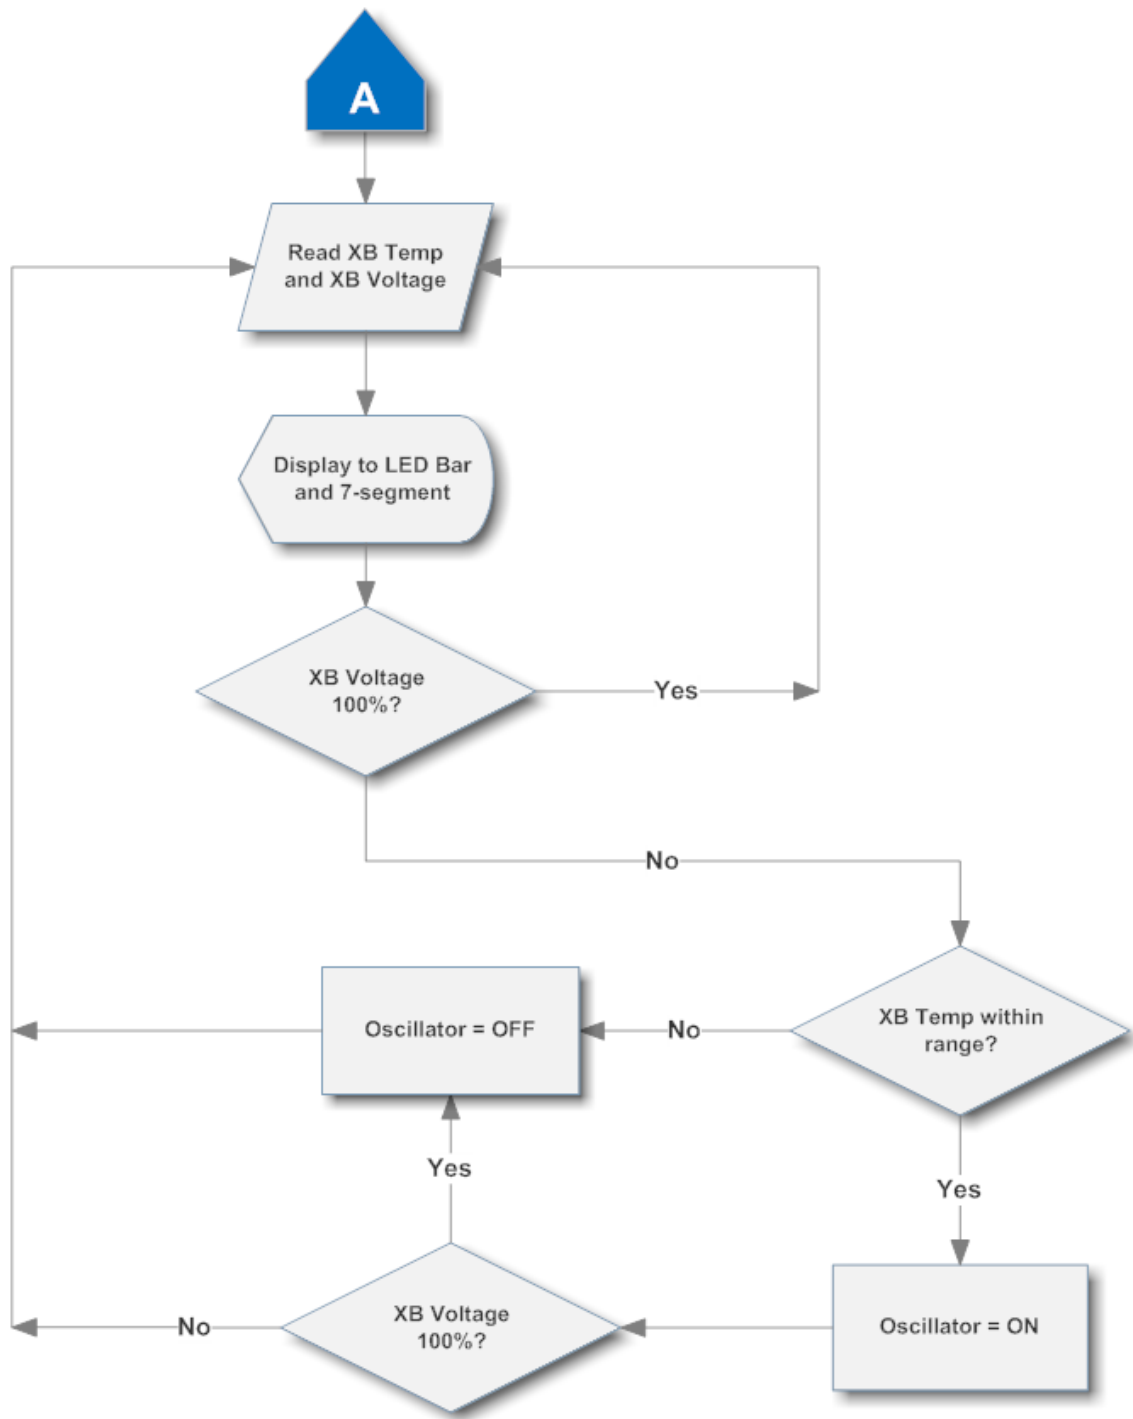 A
Read XB Temp
and XB Voltage
Display to LED Bar
and 7-segment
XB Voltage
100%?
Yes
No
XB Temp within
range?
No
Oscillator = OFF
Yes
Yes
Oscillator = ON
XB Voltage
100%?
No